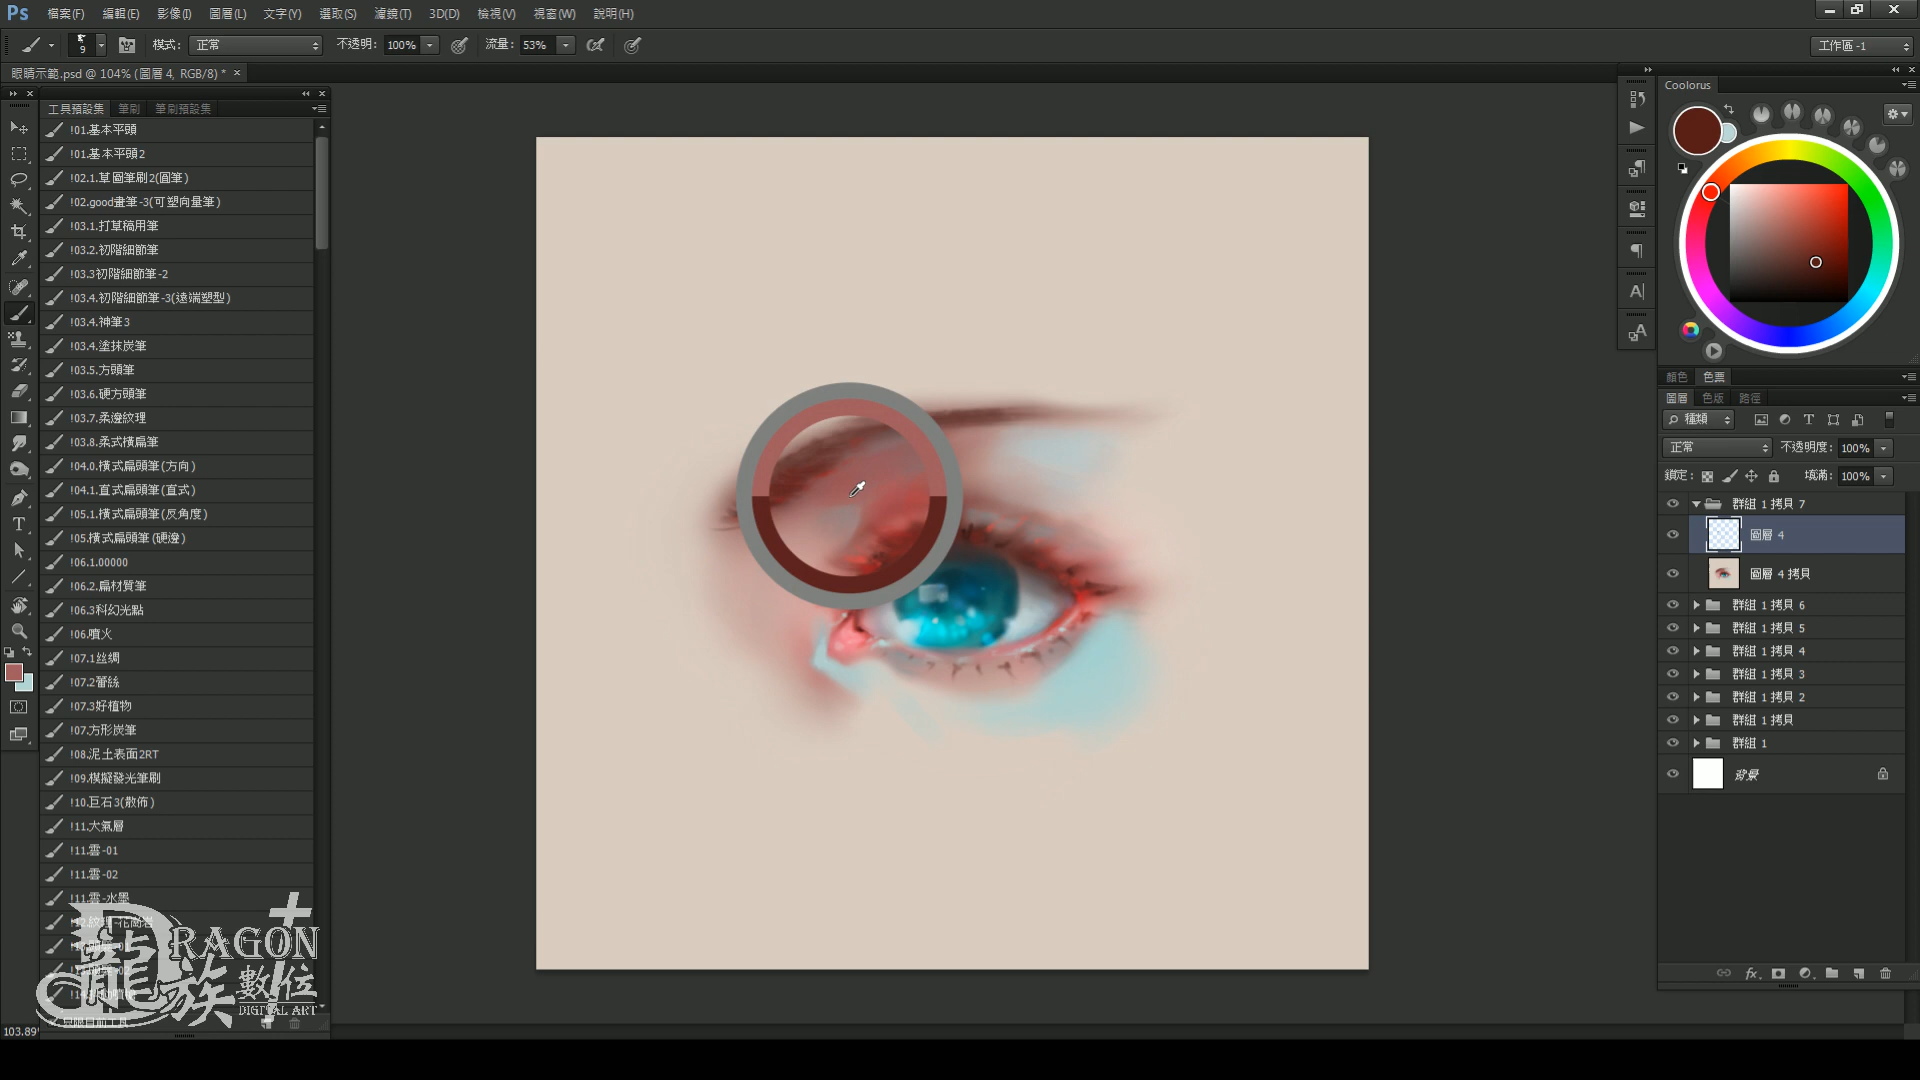 Ps 檔案(F) 編輯(E) 影像(I) 圖層(L) 文字(Y) 選取(S) 濾鏡(T) 3D(D) 檢視(V) 視窗(W) 說明(H)
9 模式: 正常 不透明: 100% 流量: 53% 工作區 -1
眼睛示範.psd @ 104% (圖層 4, RGB/8) * ×
工具預設集 筆刷 筆刷預設集
!01.基本平頭
!01.基本平頭2
!02.1.草圖筆刷2(圓筆)
!02.good畫筆-3(可塑向量筆)
!03.1.打草稿用筆
!03.2.初階細節筆
!03.3初階細節筆-2
!03.4.初階細節筆-3(遠端塑型)
!03.4.神筆3
!03.4.塗抹炭筆
!03.5.方頭筆
!03.6.硬方頭筆
!03.7.柔邊紋理
!03.8.柔式橫扁筆
!04.0.橫式扁頭筆(方向)
!04.1.直式扁頭筆(直式)
!05.1.橫式扁頭筆(反角度)
!05.橫式扁頭筆(硬邊)
!06.1.00000
!06.2.扁材質筆
!06.3科幻光點
!06.噴火
!07.1絲綢
!07.2蕾絲
!07.3好植物
!07.方形炭筆
!08.泥土表面2RT
!09.模擬發光筆刷
!10.巨石3(散佈)
!11.大氣層
!11.雲-01
!11.雲-02
!11.雲-水墨
DRAGON
龍族數位
DIGITAL ART
只限目前工具
103.89
Coolorus
顏色 色票
圖層 色版 路徑
種類
正常 不透明度: 100%
鎖定: 填滿: 100%
群組 1 拷貝 7
圖層 4
圖層 4 拷貝
群組 1 拷貝 6
群組 1 拷貝 5
群組 1 拷貝 4
群組 1 拷貝 3
群組 1 拷貝 2
群組 1 拷貝
群組 1
背景